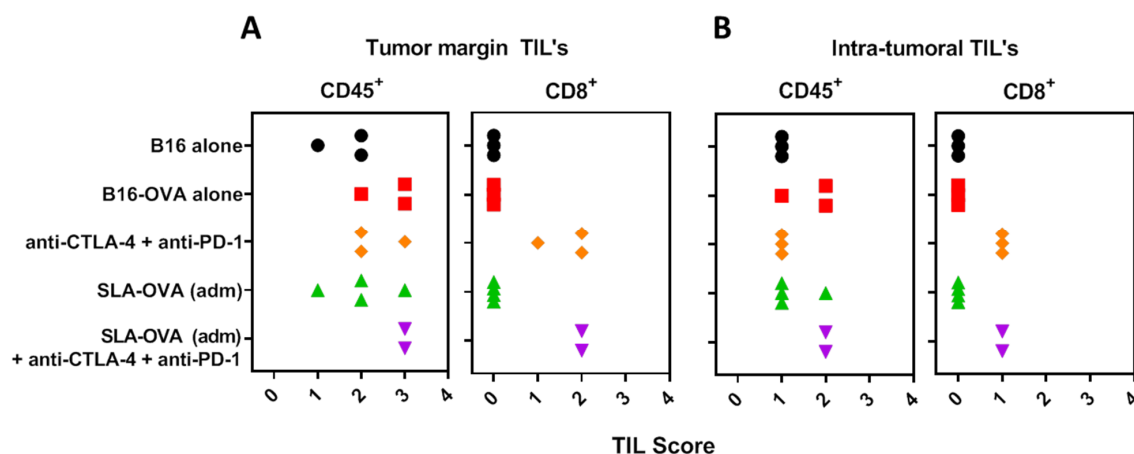 A
B
Tumor margin TIL's
Intra-tumoral TIL's
CD45+
CD8+
CD45+
CD8+
B16 alone
B16-OVA alone
anti-CTLA-4 + anti-PD-1
SLA-OVA (adm)
SLA-OVA (adm)
+ anti-CTLA-4 + anti-PD-1
0 1 2 3 4
0 1 2 3 4
0 1 2 3 4
0 1 2 3 4
TIL Score